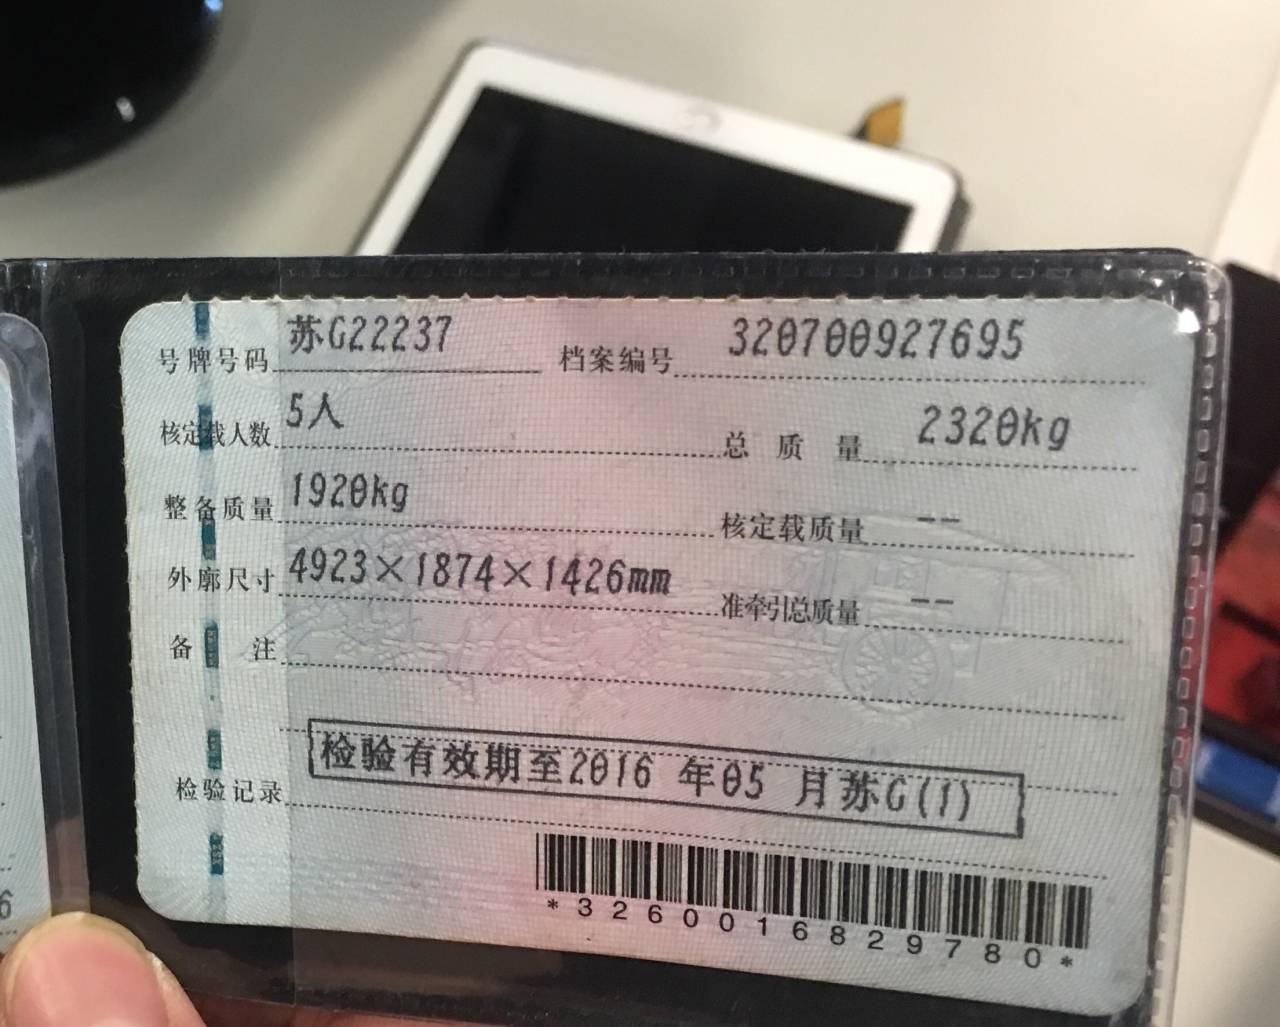 号牌号码 苏G22237 档案编号 320700927695
核定载人数 5人 总质量 2320kg
整备质量 1920kg 核定载质量 --
外廓尺寸 4923×1874×1426mm 准牵引总质量 --
备注
检验记录 检验有效期至2016 年05 月苏G(1)
*3260016829780*
6